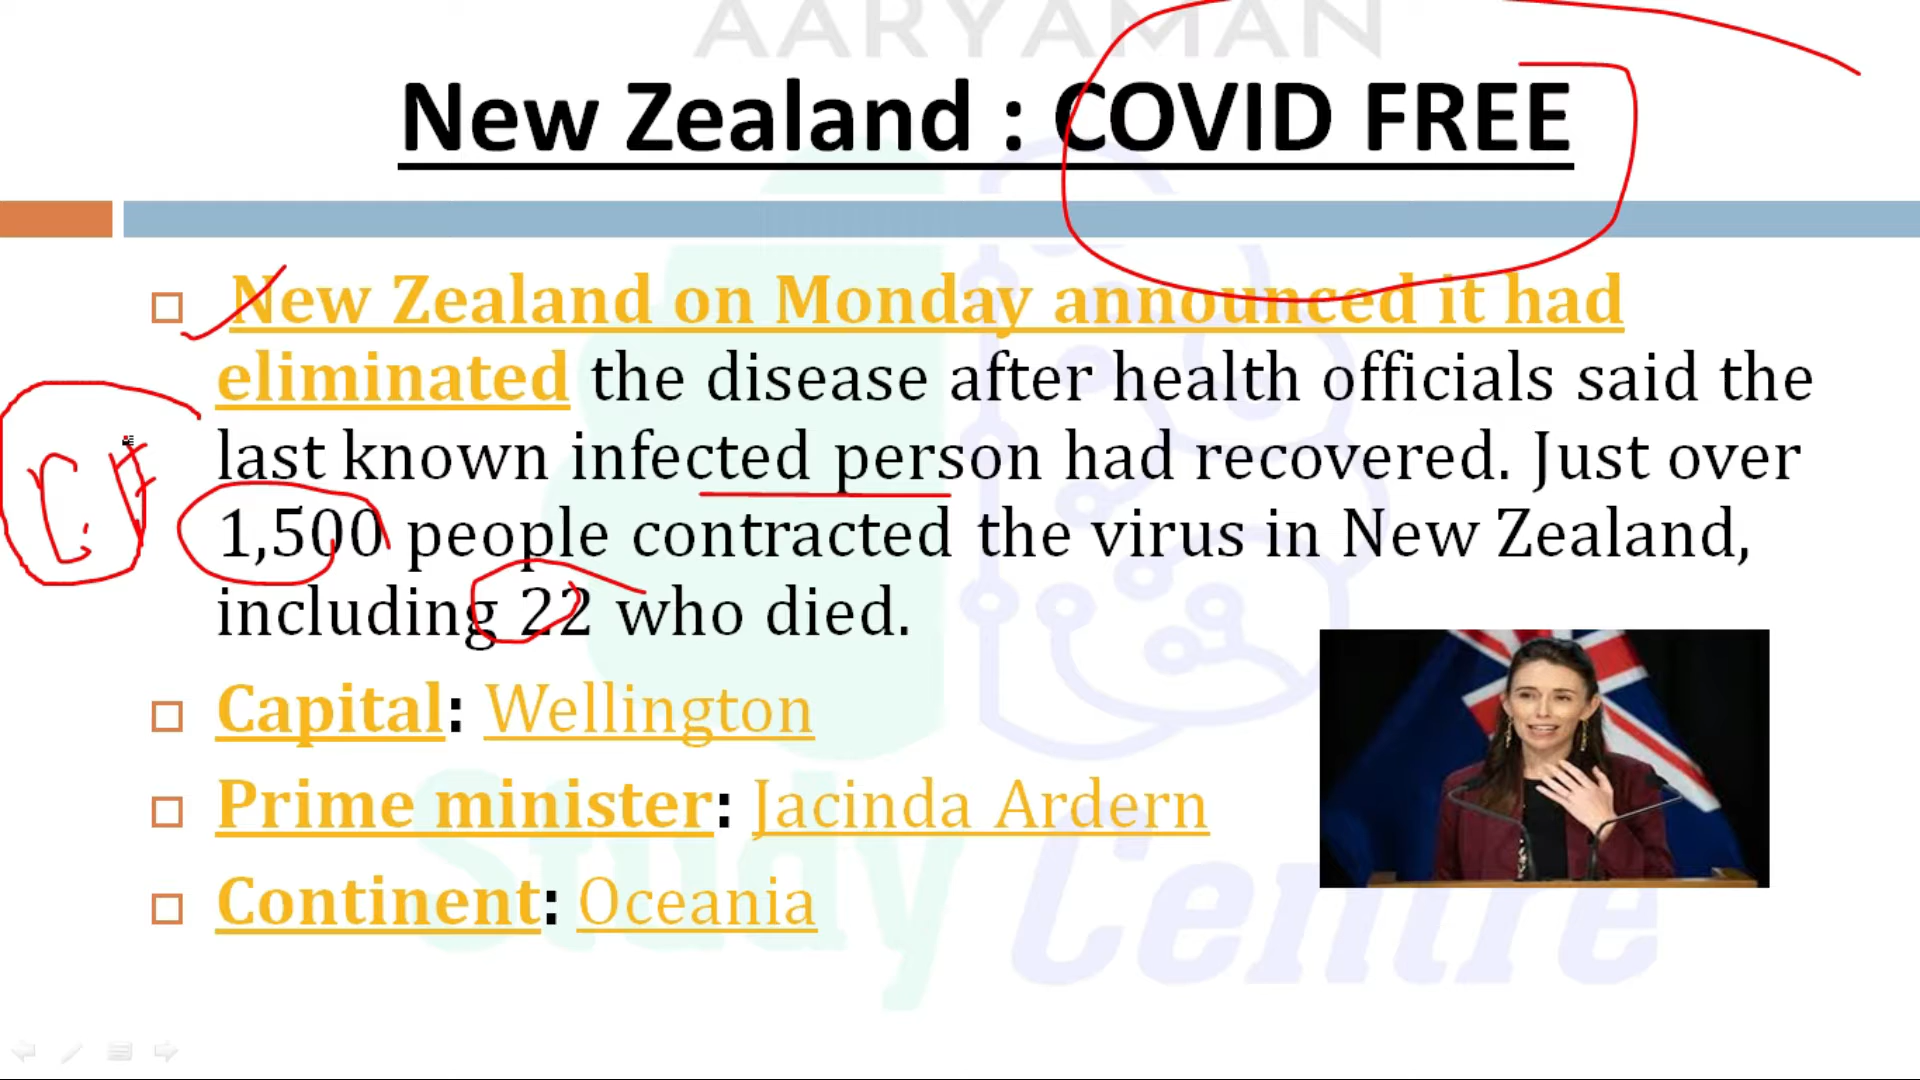 AARYAMAN
New Zealand : COVID FREE
New Zealand on Monday announced it had
eliminated the disease after health officials said the
last known infected person had recovered. Just over
1,500 people contracted the virus in New Zealand,
including 22 who died.
Capital: Wellington
Prime minister: Jacinda Ardern
Continent: Oceania
Study Centre